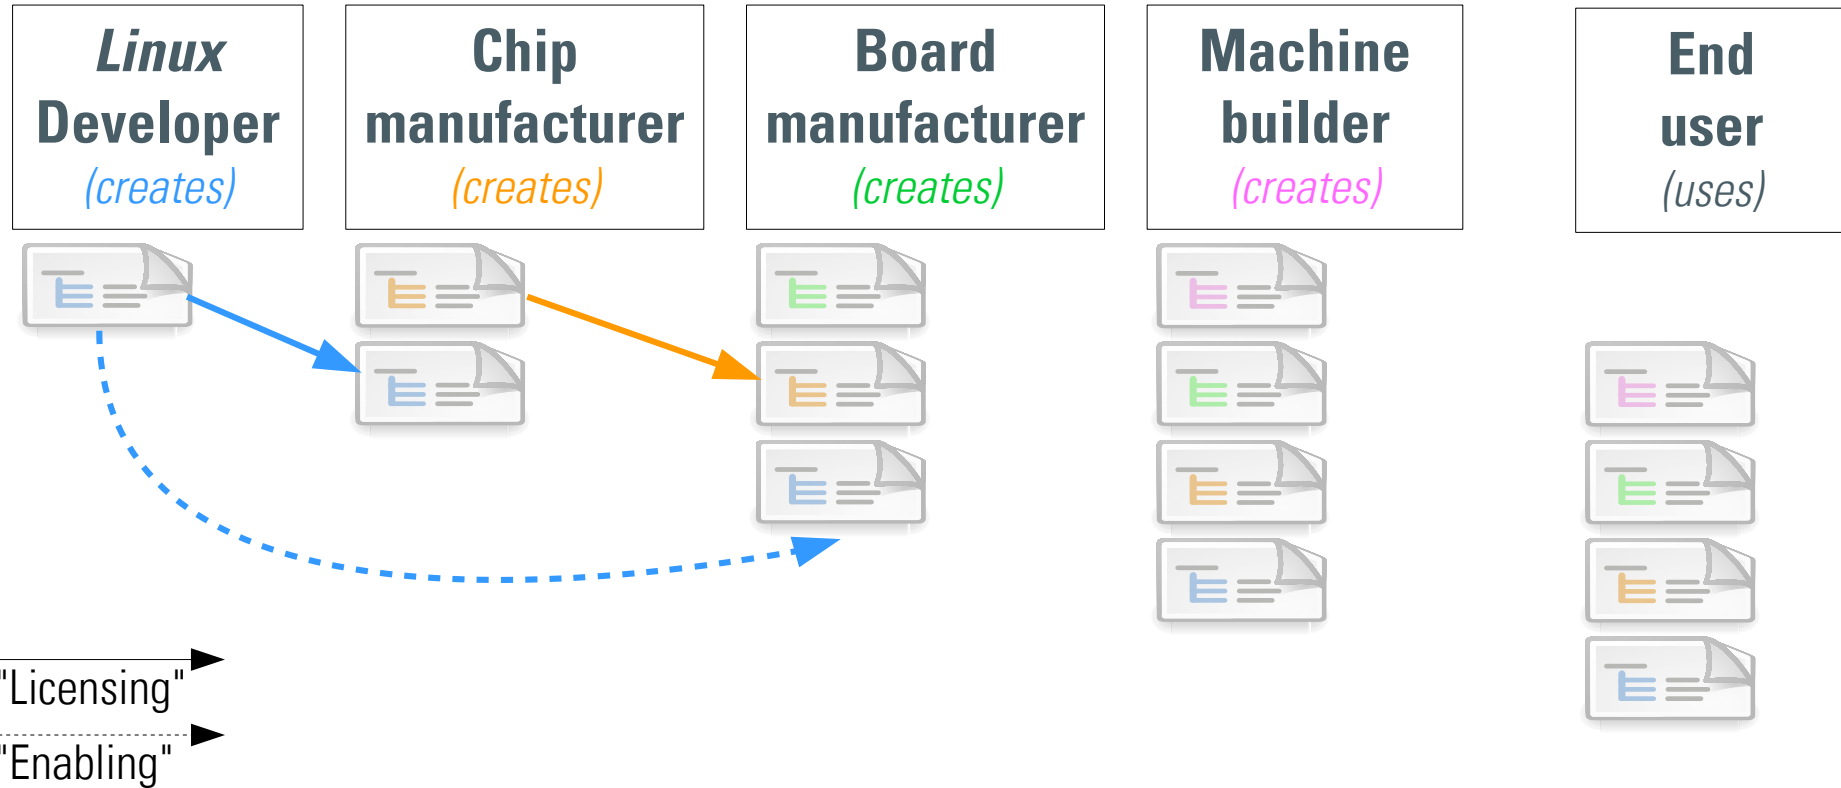 Linux
Developer
(creates)
Chip
manufacturer
(creates)
Board
manufacturer
(creates)
Machine
builder
(creates)
End
user
(uses)
"Licensing"
"Enabling"